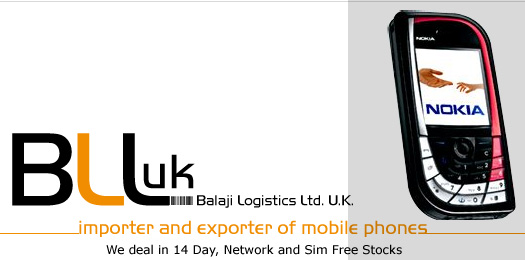 NOKIA
NOKIA
BLLuk
Balaji Logistics Ltd. U.K.
importer and exporter of mobile phones
We deal in 14 Day, Network and Sim Free Stocks